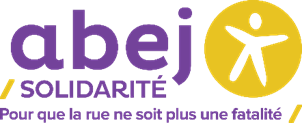 abej
/ SOLIDARITÉ
Pour que la rue ne soit plus une fatalité /